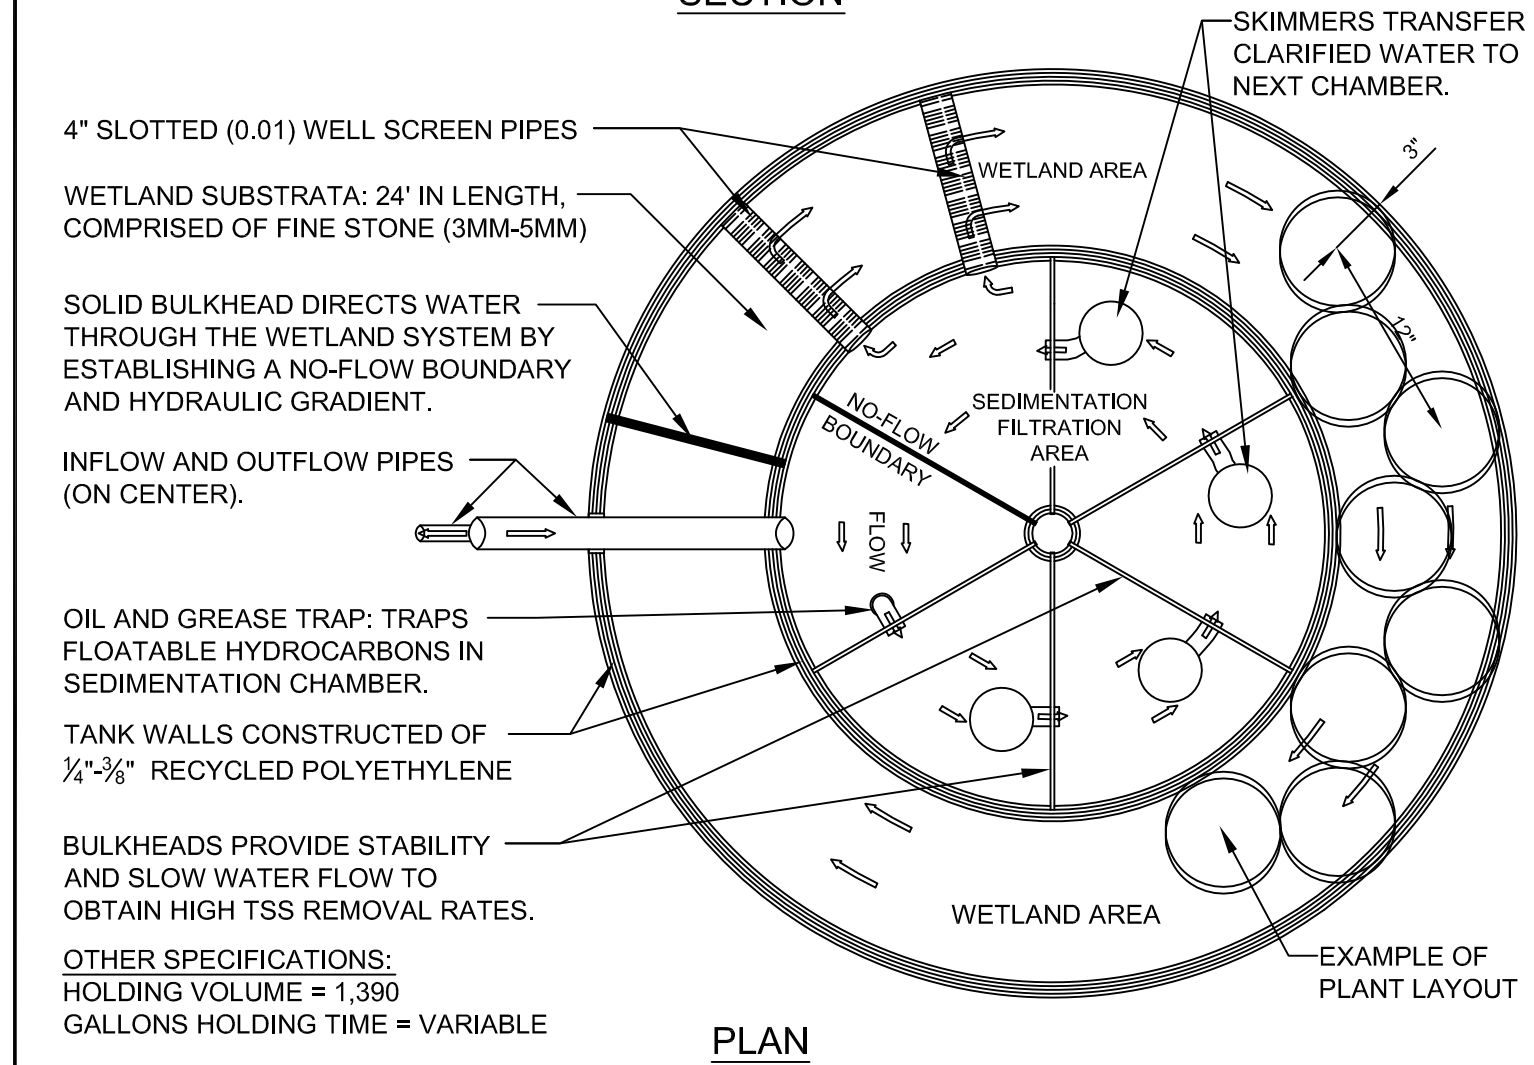 SECTION
SKIMMERS TRANSFER
CLARIFIED WATER TO
NEXT CHAMBER.
4" SLOTTED (0.01) WELL SCREEN PIPES
WETLAND SUBSTRATA: 24' IN LENGTH,
COMPRISED OF FINE STONE (3MM-5MM)
SOLID BULKHEAD DIRECTS WATER
THROUGH THE WETLAND SYSTEM BY
ESTABLISHING A NO-FLOW BOUNDARY
AND HYDRAULIC GRADIENT.
INFLOW AND OUTFLOW PIPES
(ON CENTER).
OIL AND GREASE TRAP: TRAPS
FLOATABLE HYDROCARBONS IN
SEDIMENTATION CHAMBER.
TANK WALLS CONSTRUCTED OF
¼"-⅜" RECYCLED POLYETHYLENE
BULKHEADS PROVIDE STABILITY
AND SLOW WATER FLOW TO
OBTAIN HIGH TSS REMOVAL RATES.
OTHER SPECIFICATIONS:
HOLDING VOLUME = 1,390
GALLONS HOLDING TIME = VARIABLE
WETLAND AREA
3"
12"
SEDIMENTATION
FILTRATION
AREA
NO-FLOW
BOUNDARY
FLOW
WETLAND AREA
EXAMPLE OF
PLANT LAYOUT
PLAN